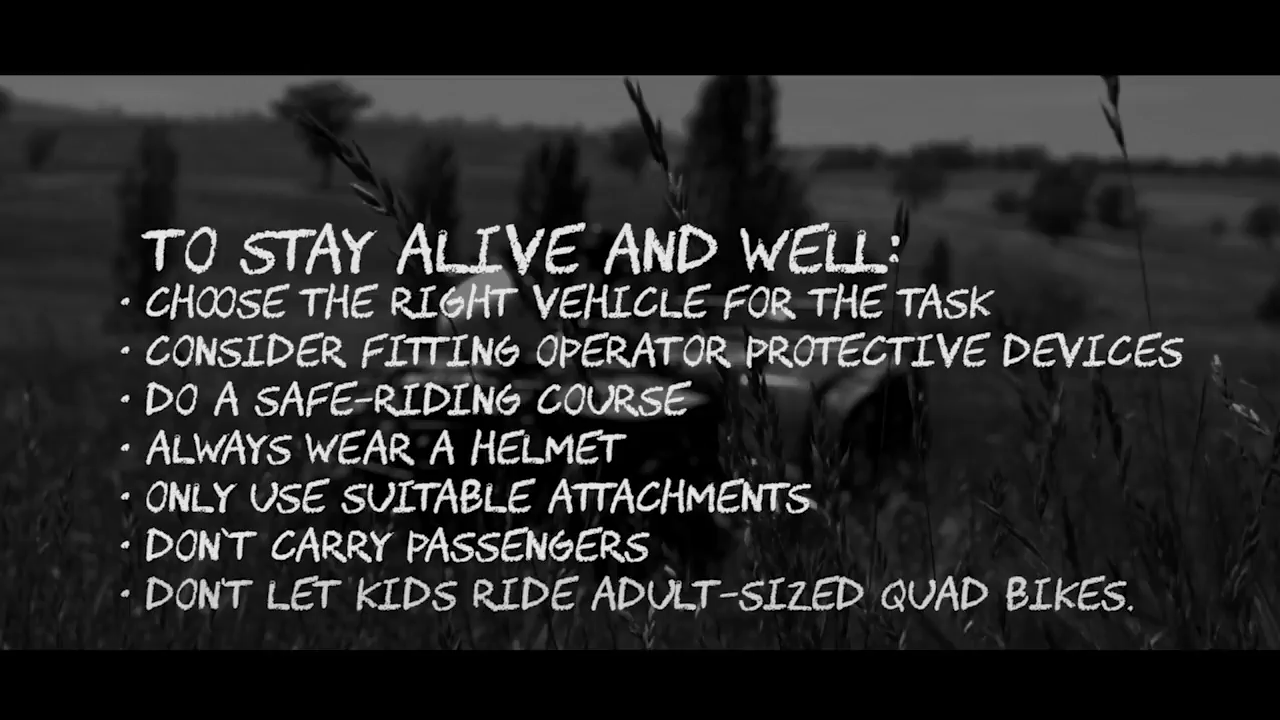 TO STAY ALIVE AND WELL:
• CHOOSE THE RIGHT VEHICLE FOR THE TASK
• CONSIDER FITTING OPERATOR PROTECTIVE DEVICES
• DO A SAFE-RIDING COURSE
• ALWAYS WEAR A HELMET
• ONLY USE SUITABLE ATTACHMENTS
• DON'T CARRY PASSENGERS
• DON'T LET KIDS RIDE ADULT-SIZED QUAD BIKES.